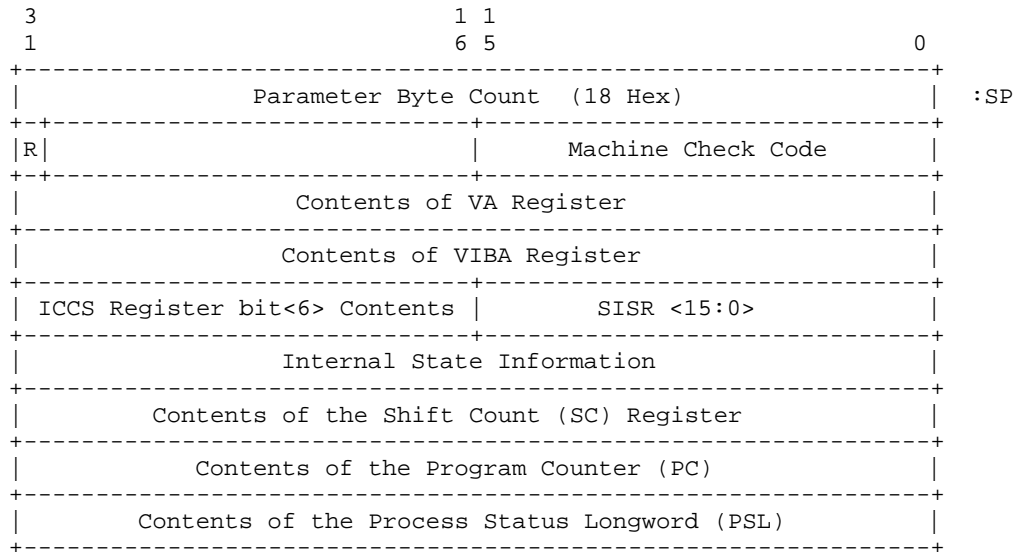 3 1 1
1 6 5 0
Parameter Byte Count (18 Hex) :SP
R Machine Check Code
Contents of VA Register
Contents of VIBA Register
ICCS Register bit<6> Contents | SISR <15:0>
Internal State Information
Contents of the Shift Count (SC) Register
Contents of the Program Counter (PC)
Contents of the Process Status Longword (PSL)